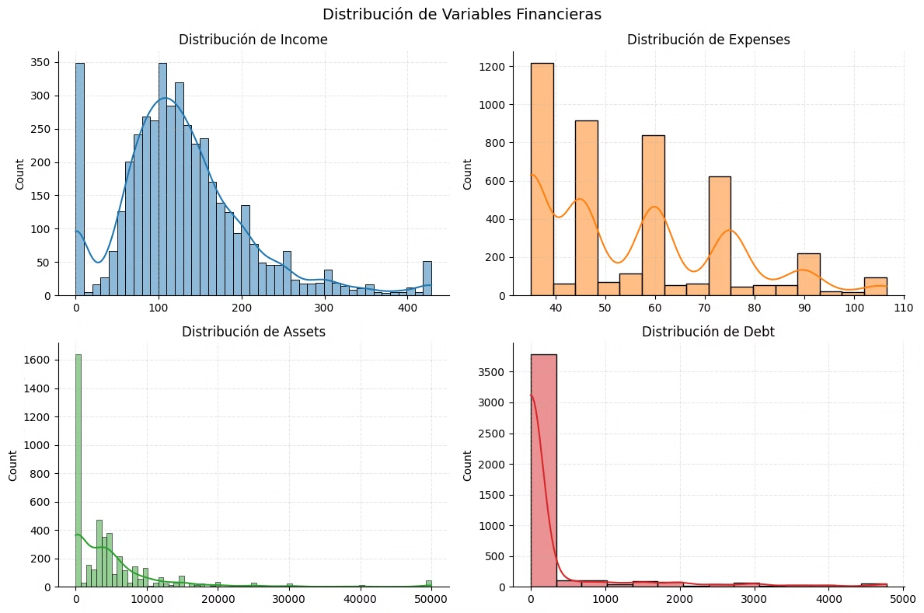 Distribución de Variables Financieras
Distribución de Income
350
300
250
200
150
100
50
0
Count
0 100 200 300 400
Distribución de Expenses
1200
1000
800
600
400
200
0
Count
40 50 60 70 80 90 100 110
Distribución de Assets
1600
1400
1200
1000
800
600
400
200
0
Count
0 10000 20000 30000 40000 50000
Distribución de Debt
3500
3000
2500
2000
1500
1000
500
0
Count
0 1000 2000 3000 4000 5000